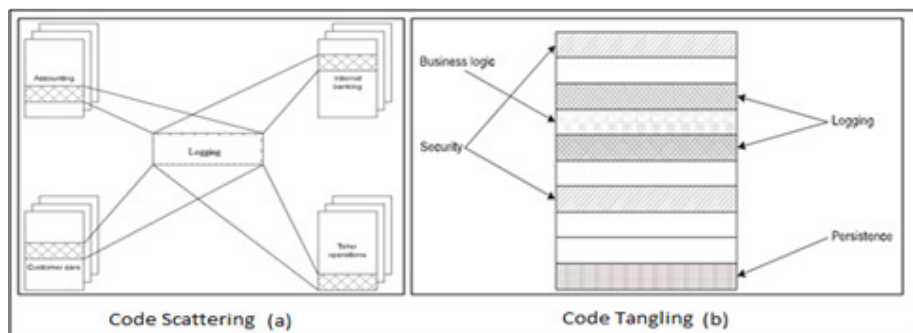 Accounting
Internet
banking
Logging
Customer care
Teller
operations
Code Scattering (a)
Business logic
Security
Logging
Persistence
Code Tangling (b)